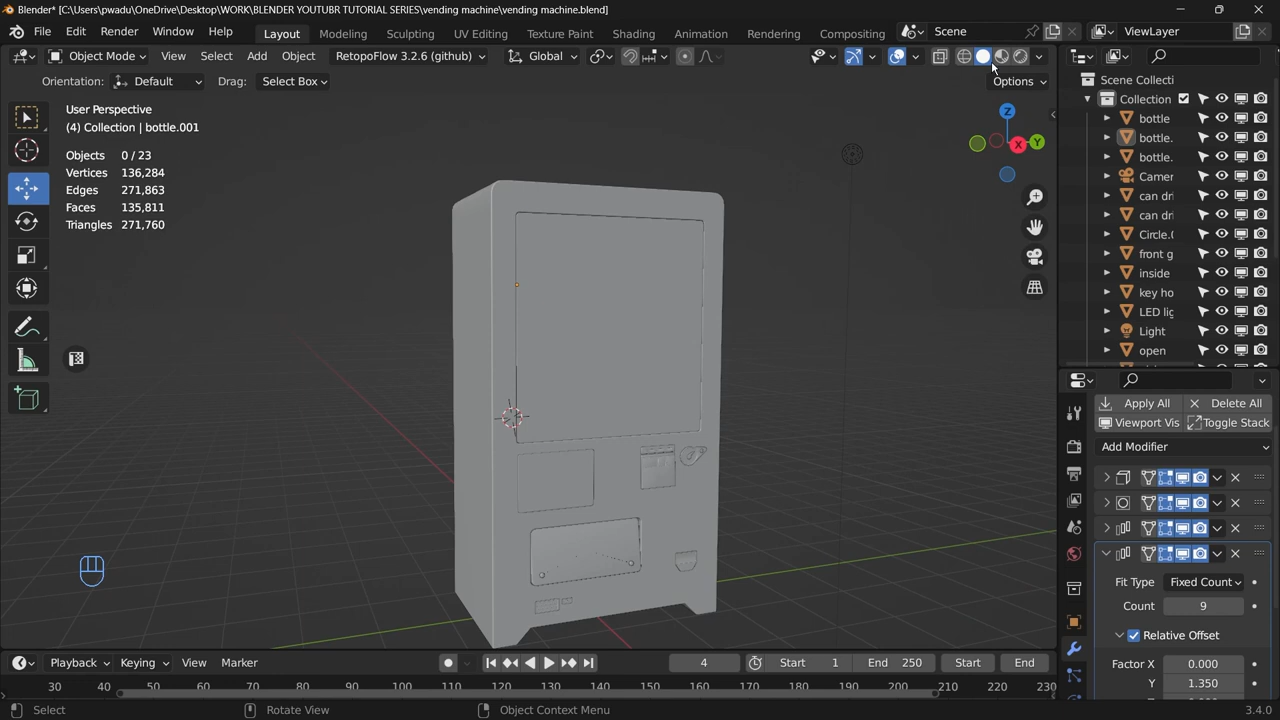 Blender* [C:\Users\pwadu\OneDrive\Desktop\WORK\BLENDER YOUTUBR TUTORIAL SERIES\vending machine\vending machine.blend]
File Edit Render Window Help Layout Modeling Sculpting UV Editing Texture Paint Shading Animation Rendering Compositing Scene ViewLayer
Object Mode View Select Add Object RetopoFlow 3.2.6 (github) Global
Orientation: Default Drag: Select Box Options
User Perspective
(4) Collection | bottle.001
Objects 0 / 23
Vertices 136,284
Edges 271,863
Faces 135,811
Triangles 271,760
Z
X
Y
Scene Collecti
Collection
bottle
bottle.
bottle.
Camer
can dri
can dri
Circle.(
front g
inside
key ho
LED lig
Light
open
Apply All Delete All
Viewport Vis Toggle Stack
Add Modifier
Fit Type Fixed Count
Count 9
Relative Offset
Factor X 0.000
Y 1.350
Playback Keying View Marker 4 Start 1 End 250 Start End
30 40 50 60 70 80 90 100 110 120 130 140 150 160 170 180 190 200 210 220 230
Select Rotate View Object Context Menu 3.4.0